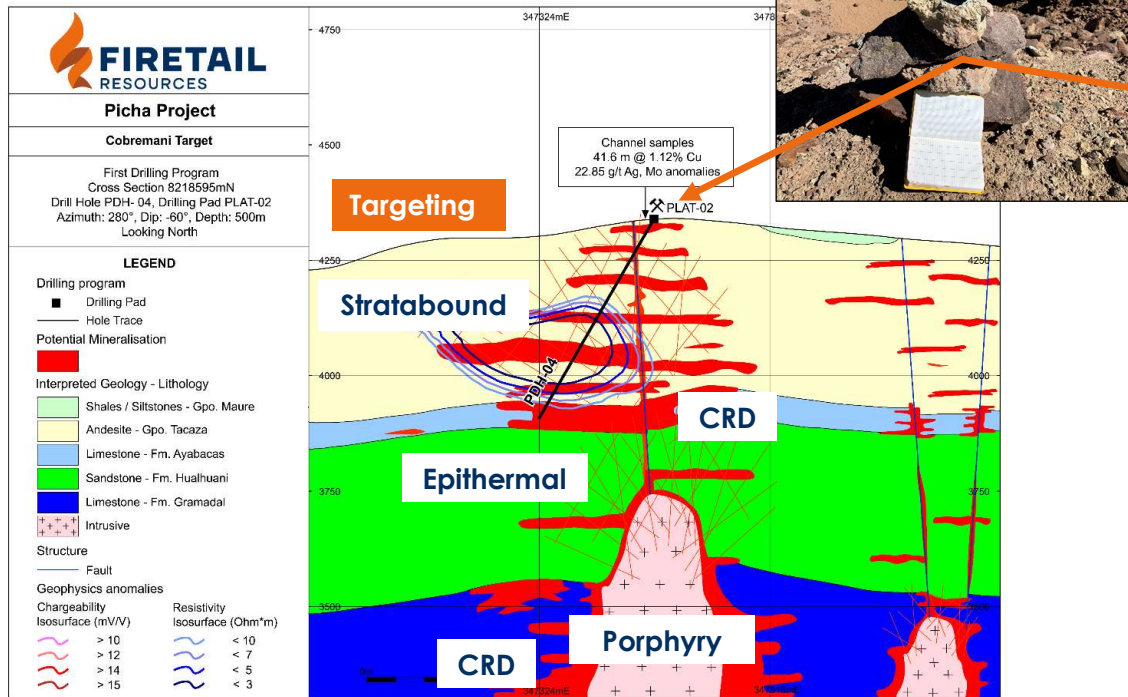 FIRETAIL
RESOURCES
Picha Project
Cobremani Target
First Drilling Program
Cross Section 8218595mN
Drill Hole PDH- 04, Drilling Pad PLAT-02
Azimuth: 280°, Dip: -60°, Depth: 500m
Looking North
LEGEND
Drilling program
Drilling Pad
Hole Trace
Potential Mineralisation
Interpreted Geology - Lithology
Shales / Siltstones - Gpo. Maure
Andesite - Gpo. Tacaza
Limestone - Fm. Ayabacas
Sandstone - Fm. Hualhuani
Limestone - Fm. Gramadal
Intrusive
Structure
Fault
Geophysics anomalies
Chargeability Resistivity
Isosurface (mV/V) Isosurface (Ohm*m)
> 10 < 10
> 12 < 7
> 14 < 5
> 15 < 3
347324mE
4750
4500
4500
Channel samples
41.6 m @ 1.12% Cu
22.85 g/t Ag, Mo anomalies
Targeting
PLAT-02
4250
4250
Stratabound
4000
4000
PDH-04
CRD
Epithermal
3750
3750
3500
Porphyry
CRD
347324mE